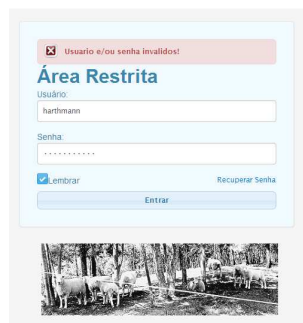 Usuario e/ou senha invalidos!
Área Restrita
Usuário:
harthmann
Senha:
...........
Lembrar
Recuperar Senha
Entrar